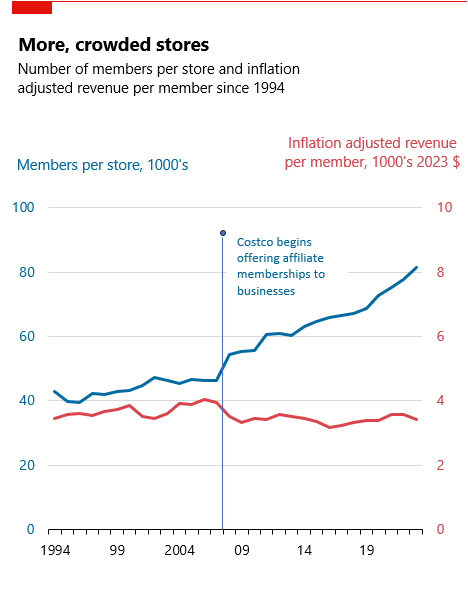 More, crowded stores
Number of members per store and inflation
adjusted revenue per member since 1994
Inflation adjusted revenue
per member, 1000's 2023 $
Members per store, 1000's
100
10
Costco begins
offering affiliate
memberships to
businesses
80
8
60
6
40
4
20
2
0
0
1994
99
2004
09
14
19